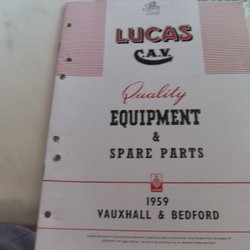 LUCAS
C.A.V.
Quality
EQUIPMENT
&
SPARE PARTS
1959
VAUXHALL & BEDFORD